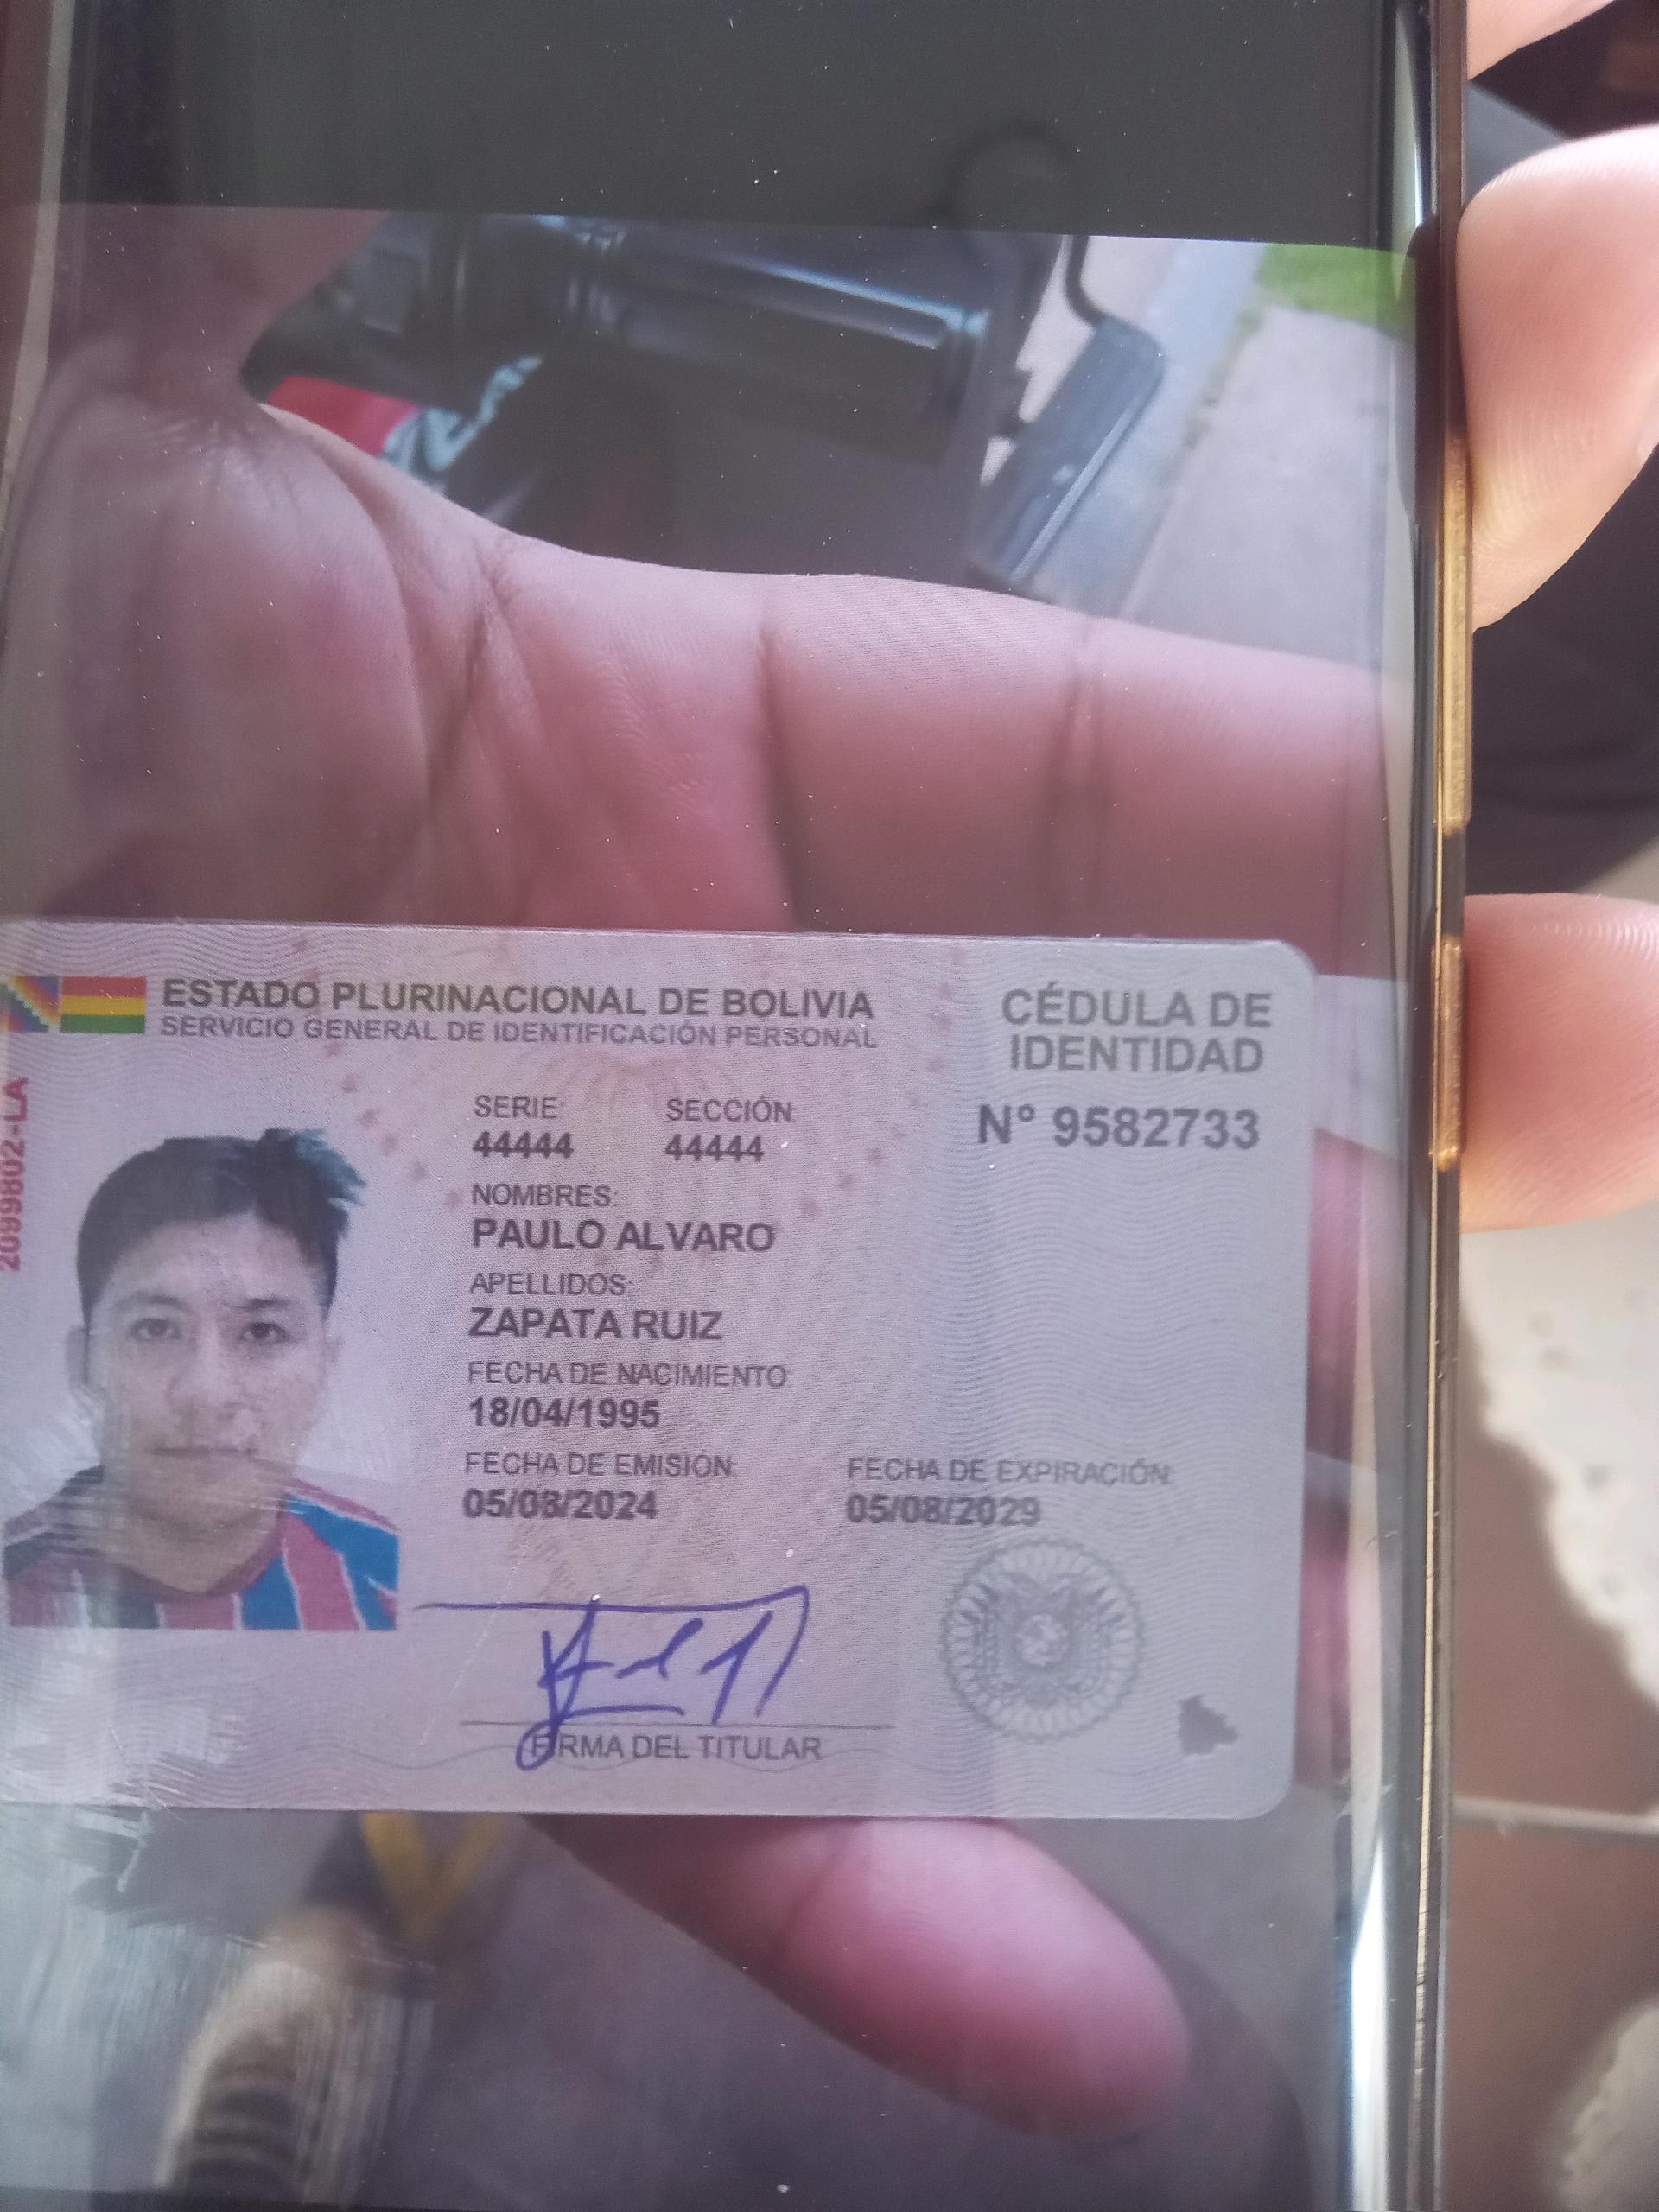 ESTADO PLURINACIONAL DE BOLIVIA
SERVICIO GENERAL DE IDENTIFICACIÓN PERSONAL
CÉDULA DE
IDENTIDAD
Nº 9582733
2099802-LA
SERIE: SECCIÓN:
44444 44444
NOMBRES:
PAULO ALVARO
APELLIDOS:
ZAPATA RUIZ
FECHA DE NACIMIENTO:
18/04/1995
FECHA DE EMISIÓN: FECHA DE EXPIRACIÓN:
05/08/2024 05/08/2029
FIRMA DEL TITULAR